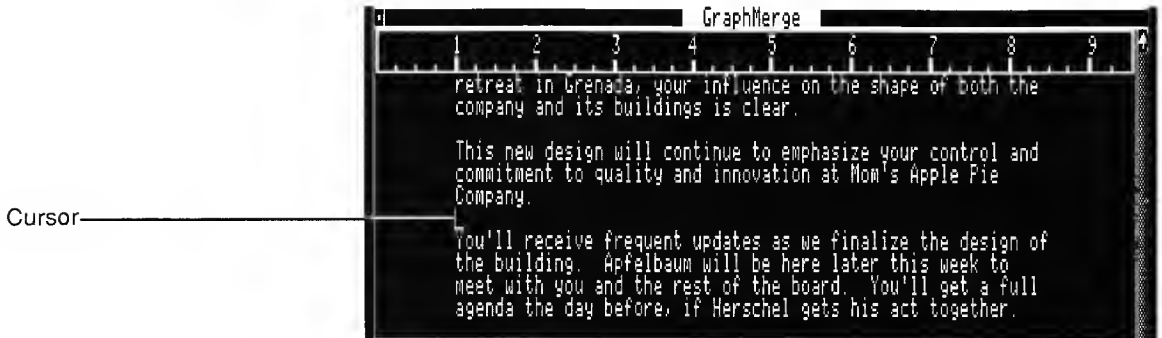 GraphMerge
1 2 3 4 5 6 7 8 9
retreat in Grenada, your influence on the shape of both the
company and its buildings is clear.
This new design will continue to emphasize your control and
commitment to quality and innovation at Mom's Apple Pie
Company.
Cursor
You'll receive frequent updates as we finalize the design of
the building.  Apfelbaum will be here later this week to
meet with you and the rest of the board.  You'll get a full
agenda the day before, if Herschel gets his act together.